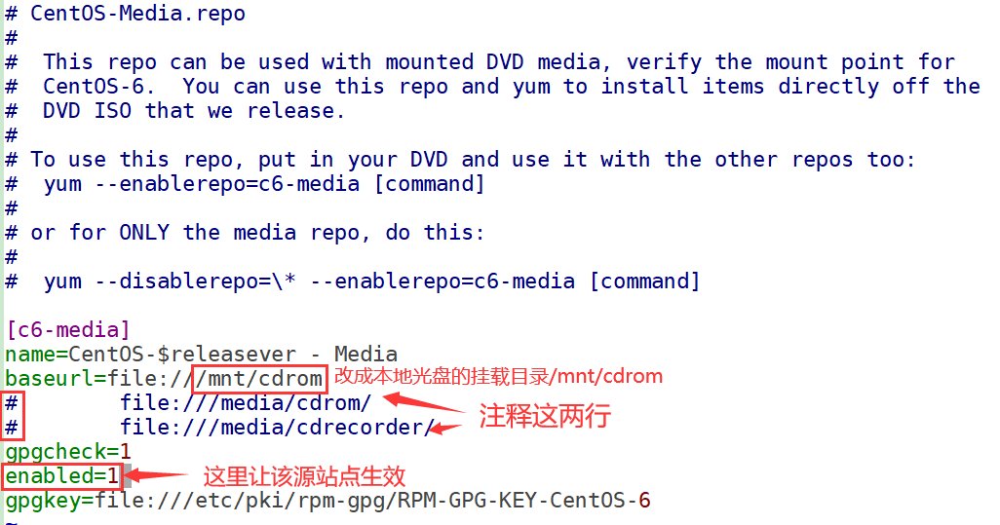 # CentOS-Media.repo
#
#  This repo can be used with mounted DVD media, verify the mount point for
#  CentOS-6.  You can use this repo and yum to install items directly off the
#  DVD ISO that we release.
#
# To use this repo, put in your DVD and use it with the other repos too:
#  yum --enablerepo=c6-media [command]
#
# or for ONLY the media repo, do this:
#
#  yum --disablerepo=\* --enablerepo=c6-media [command]
[c6-media]
name=CentOS-$releasever - Media
baseurl=file:///mnt/cdrom 改成本地光盘的挂载目录/mnt/cdrom
#        file:///media/cdrom/
#        file:///media/cdrecorder/
注释这两行
gpgcheck=1
enabled=1 这里让该源站点生效
gpgkey=file:///etc/pki/rpm-gpg/RPM-GPG-KEY-CentOS-6
~